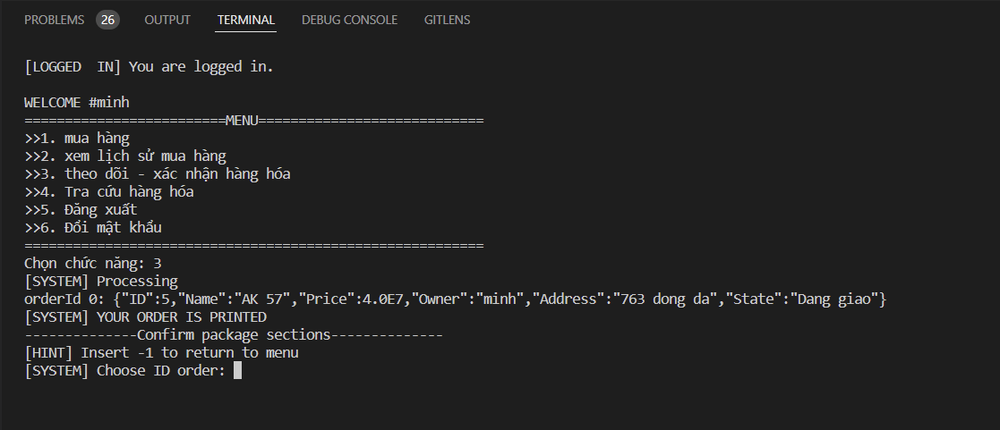 PROBLEMS 26 OUTPUT TERMINAL DEBUG CONSOLE GITLENS
[LOGGED  IN] You are logged in.
WELCOME #minh
=========================MENU============================
>>1. mua hàng
>>2. xem lịch sử mua hàng
>>3. theo dõi - xác nhận hàng hóa
>>4. Tra cứu hàng hóa
>>5. Đăng xuất
>>6. Đổi mật khẩu
=========================================================
Chọn chức năng: 3
[SYSTEM] Processing
orderId 0: {"ID":5,"Name":"AK 57","Price":4.0E7,"Owner":"minh","Address":"763 dong da","State":"Dang giao"}
[SYSTEM] YOUR ORDER IS PRINTED
--------------Confirm package sections--------------
[HINT] Insert -1 to return to menu
[SYSTEM] Choose ID order: